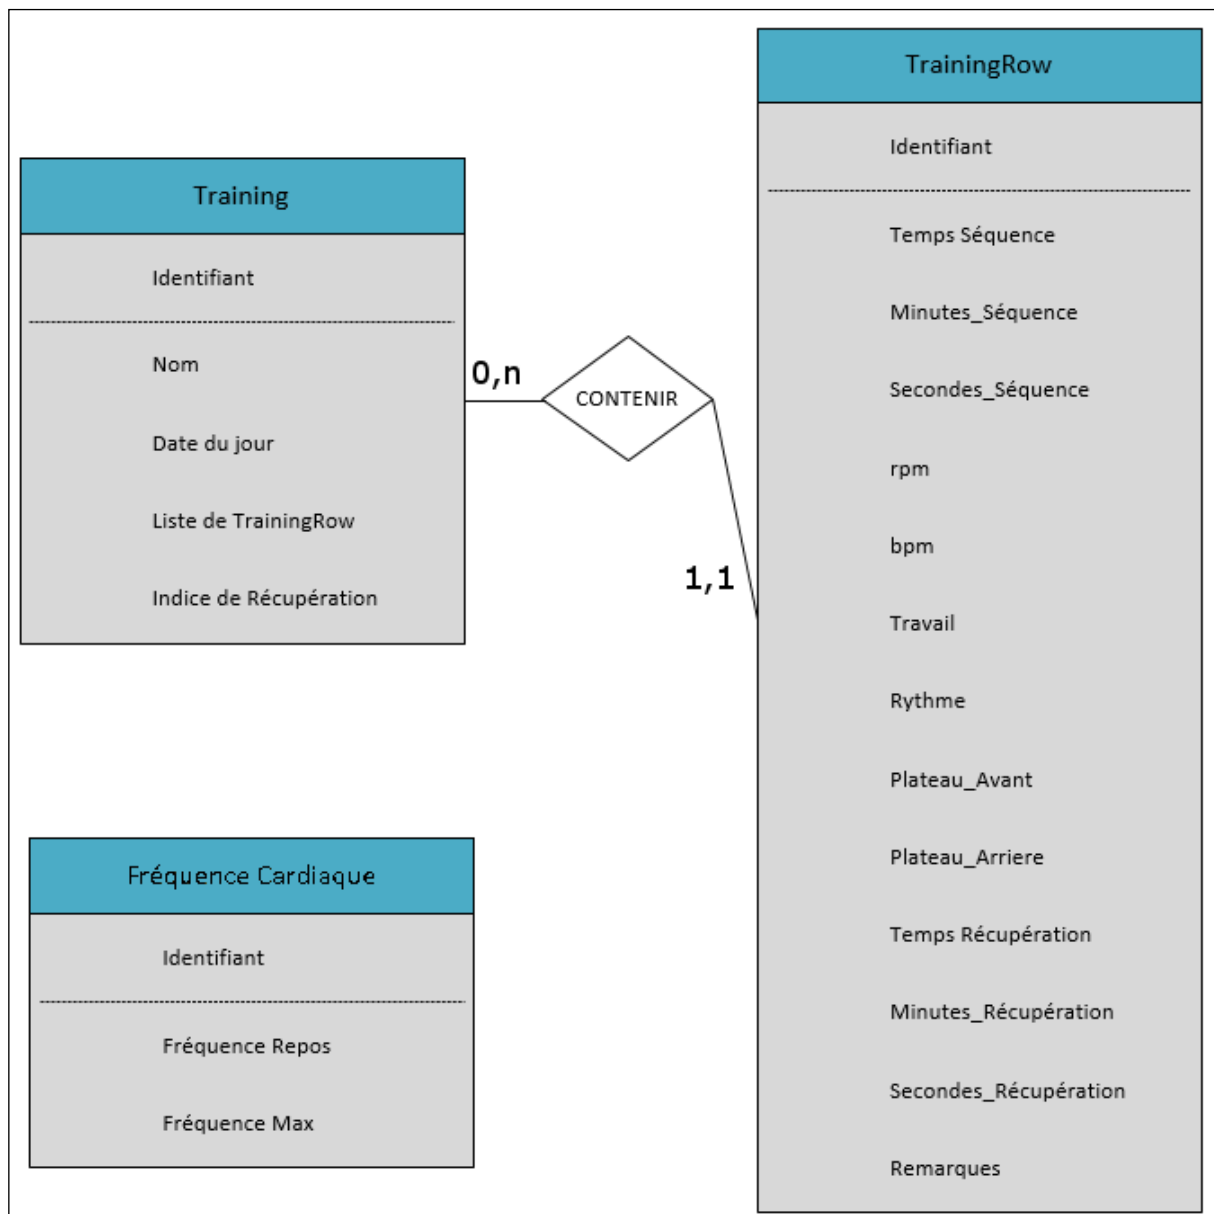 Training
Identifiant
Nom
Date du jour
Liste de TrainingRow
Indice de Récupération
0,n
CONTENIR
1,1
TrainingRow
Identifiant
Temps Séquence
Minutes_Séquence
Secondes_Séquence
rpm
bpm
Travail
Rythme
Plateau_Avant
Plateau_Arriere
Temps Récupération
Minutes_Récupération
Secondes_Récupération
Remarques
Fréquence Cardiaque
Identifiant
Fréquence Repos
Fréquence Max